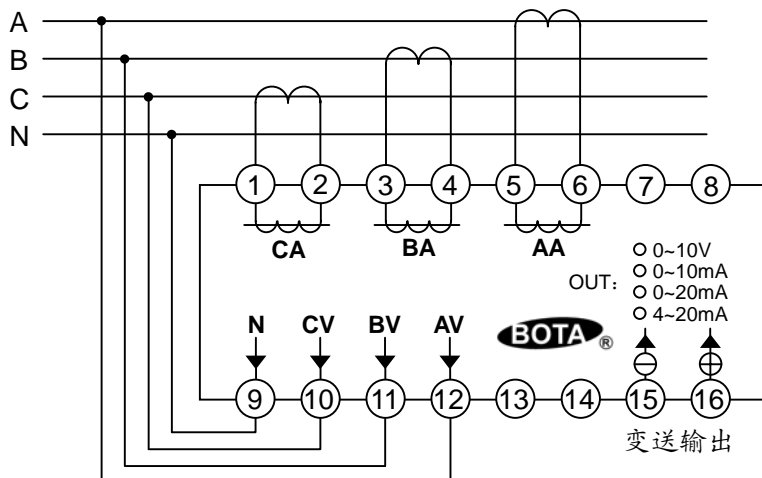 A
B
C
N
1 2 3 4 5 6 7 8
CA BA AA
OUT:
0~10V
0~10mA
0~20mA
4~20mA
N CV BV AV
BOTA ®
9 10 11 12 13 14 15 16
变送输出